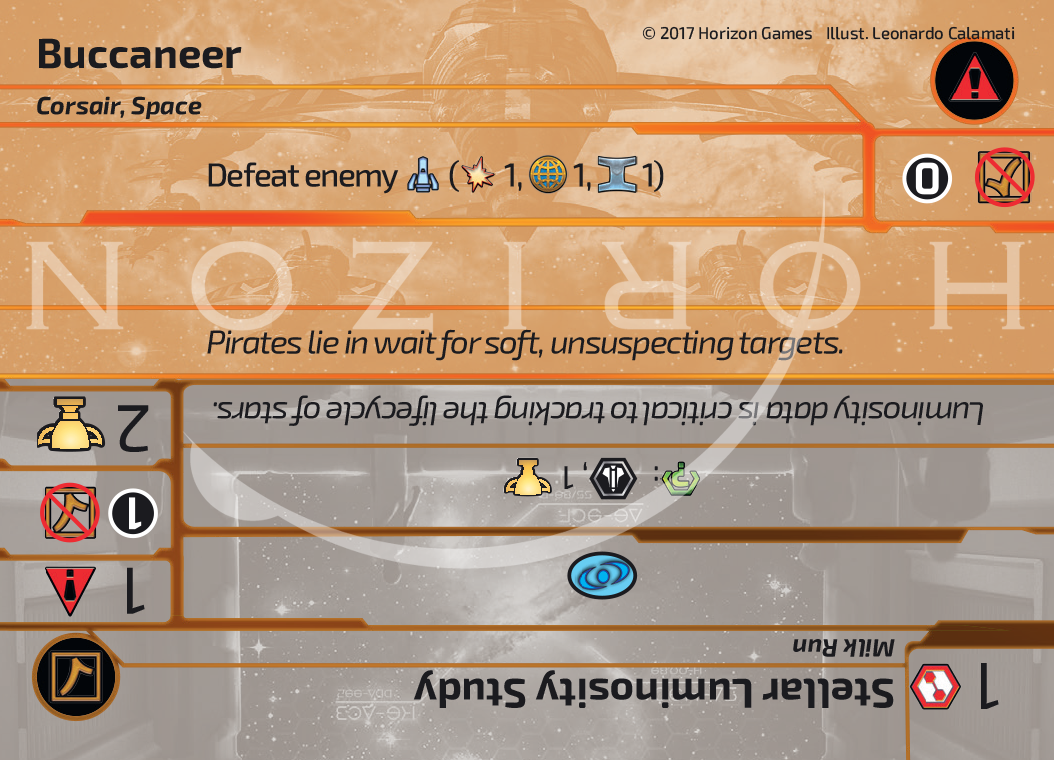 © 2017 Horizon Games Illust. Leonardo Calamati
Buccaneer
Corsair, Space
Defeat enemy ( 1, 1, 1)
0
HORIZON
Pirates lie in wait for soft, unsuspecting targets.
Stellar Luminosity Study
1
Milk Run
1
1
: , 1
Luminosity data is critical to tracking the lifecycle of stars.
2